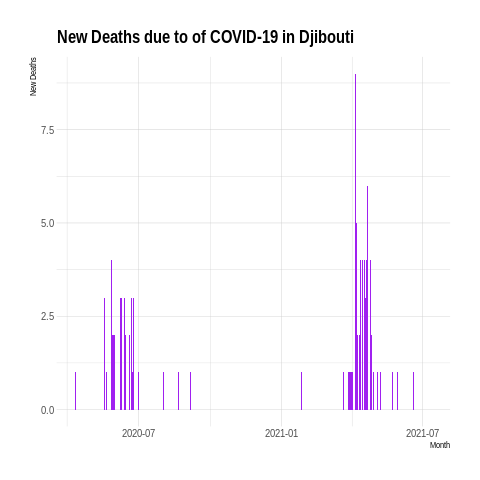 New Deaths due to of COVID-19 in Djibouti
New Deaths
7.5
5.0
2.5
0.0
2020-07
2021-01
2021-07
Month